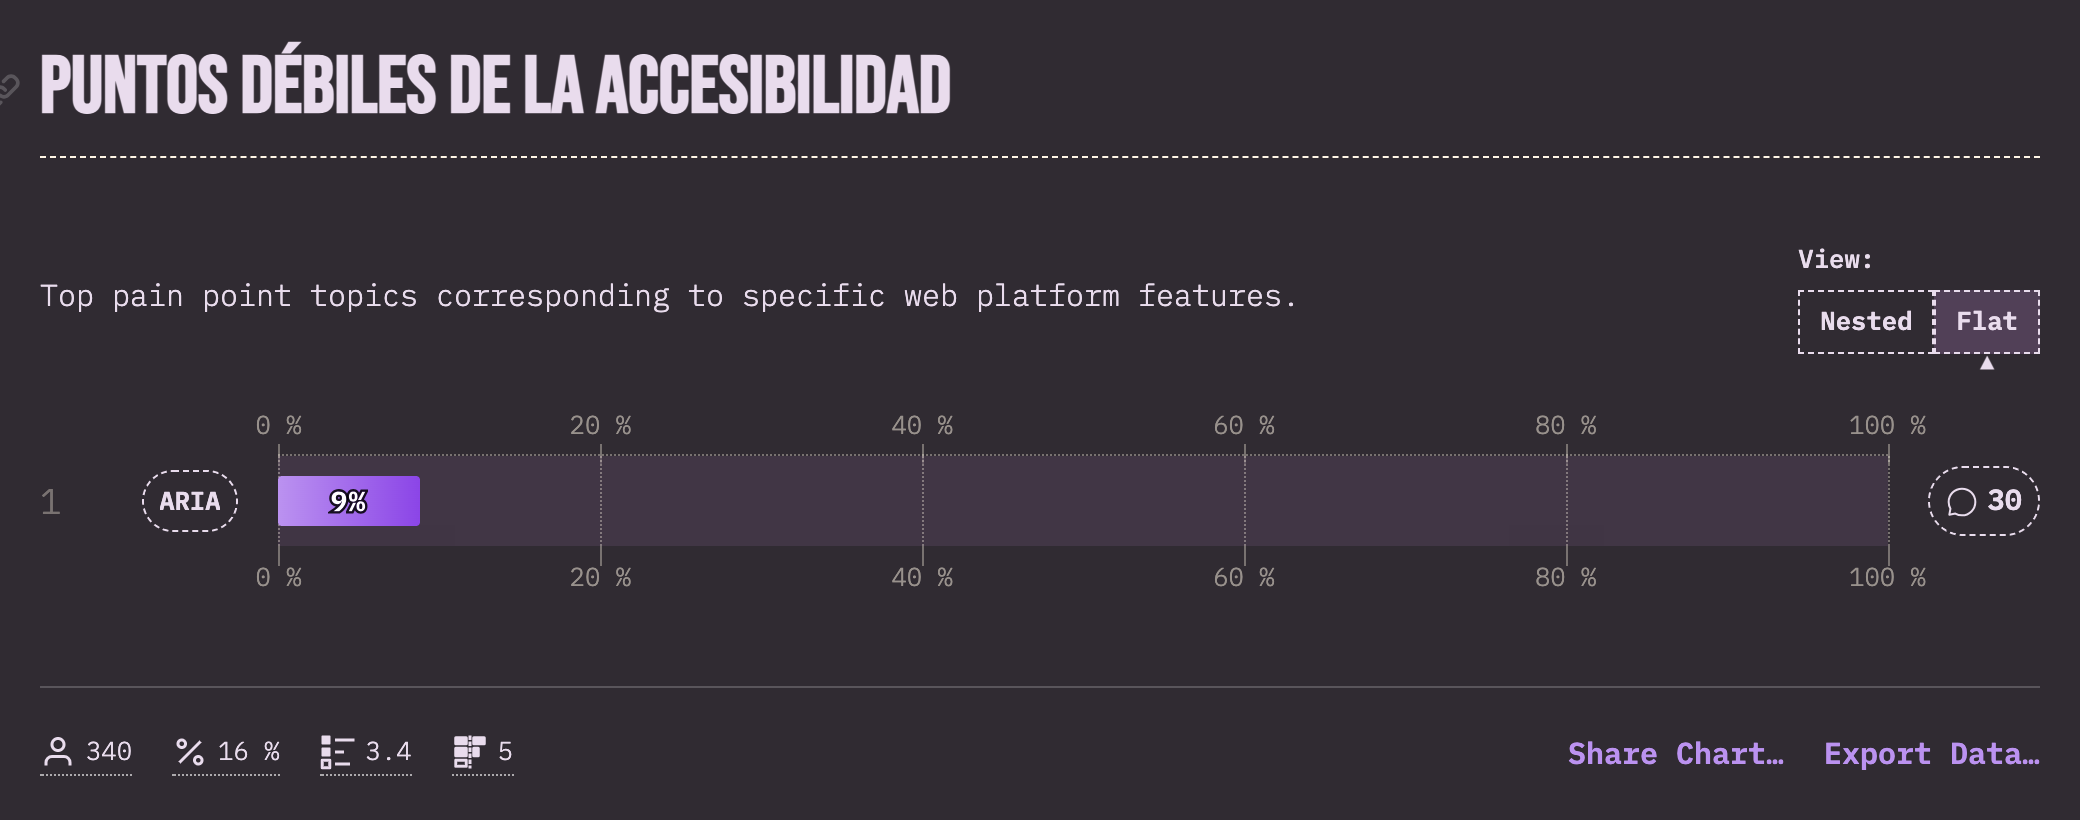 PUNTOS DÉBILES DE LA ACCESIBILIDAD
Top pain point topics corresponding to specific web platform features.
View:
Nested Flat
0 % 20 % 40 % 60 % 80 % 100 %
1 ARIA 9% 30
0 % 20 % 40 % 60 % 80 % 100 %
340 16 % 3.4 5 Share Chart… Export Data…